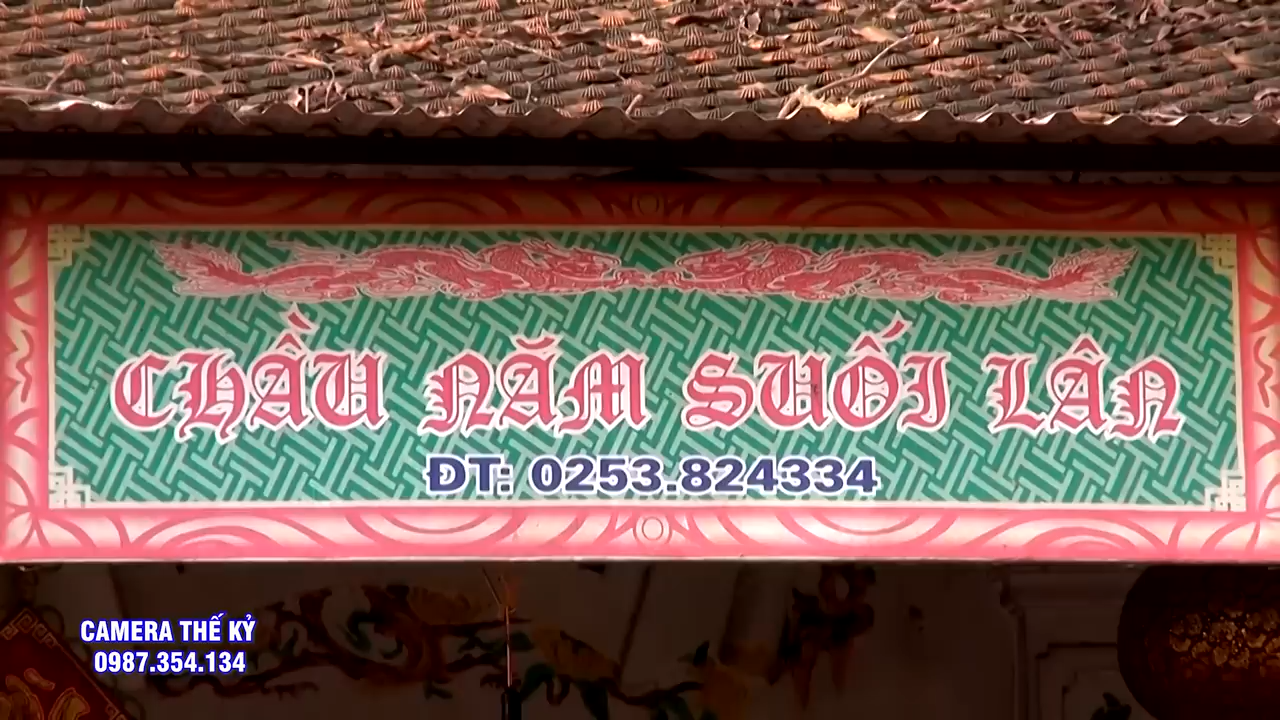 CHẦU NĂM SUỐI LÂN
ĐT: 0253.824334
CAMERA THẾ KỶ
0987.354.134